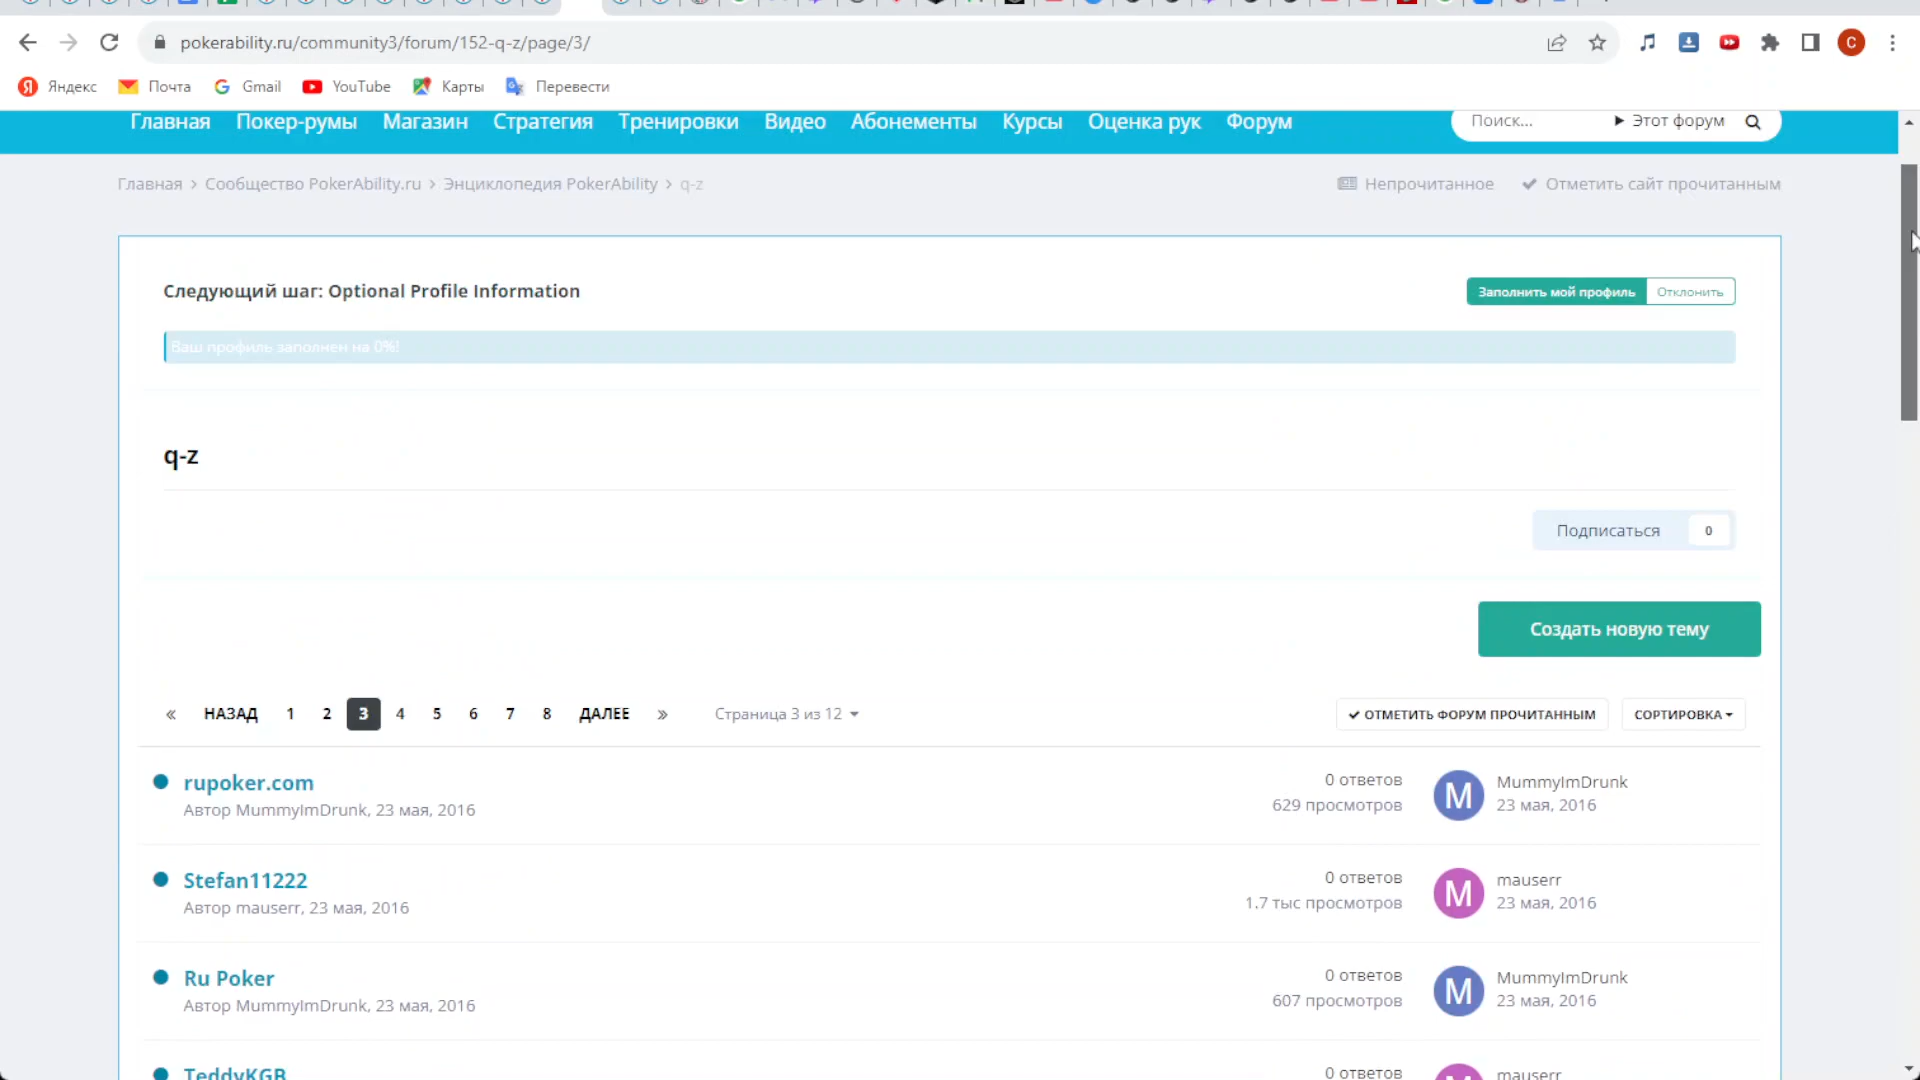 pokerability.ru/community3/forum/152-q-z/page/3/
C
Яндекс Почта Gmail YouTube Карты Перевести
Главная Покер-румы Магазин Стратегия Тренировки Видео Абонементы Курсы Оценка рук Форум Поиск... Этот форум
Главная > Сообщество PokerAbility.ru > Энциклопедия PokerAbility > q-z Непрочитанное Отметить сайт прочитанным
Следующий шаг: Optional Profile Information Заполнить мой профиль Отклонить
Ваш профиль заполнен на 0%!
q-z
Подписаться 0
Создать новую тему
« НАЗАД 1 2 3 4 5 6 7 8 ДАЛЕЕ » Страница 3 из 12 ОТМЕТИТЬ ФОРУМ ПРОЧИТАННЫМ СОРТИРОВКА
rupoker.com 0 ответов M MummyImDrunk
Автор MummyImDrunk, 23 мая, 2016 629 просмотров 23 мая, 2016
Stefan11222 0 ответов M mauserr
Автор mauserr, 23 мая, 2016 1.7 тыс просмотров 23 мая, 2016
Ru Poker 0 ответов M MummyImDrunk
Автор MummyImDrunk, 23 мая, 2016 607 просмотров 23 мая, 2016
TeddyKGB 0 ответов mauserr